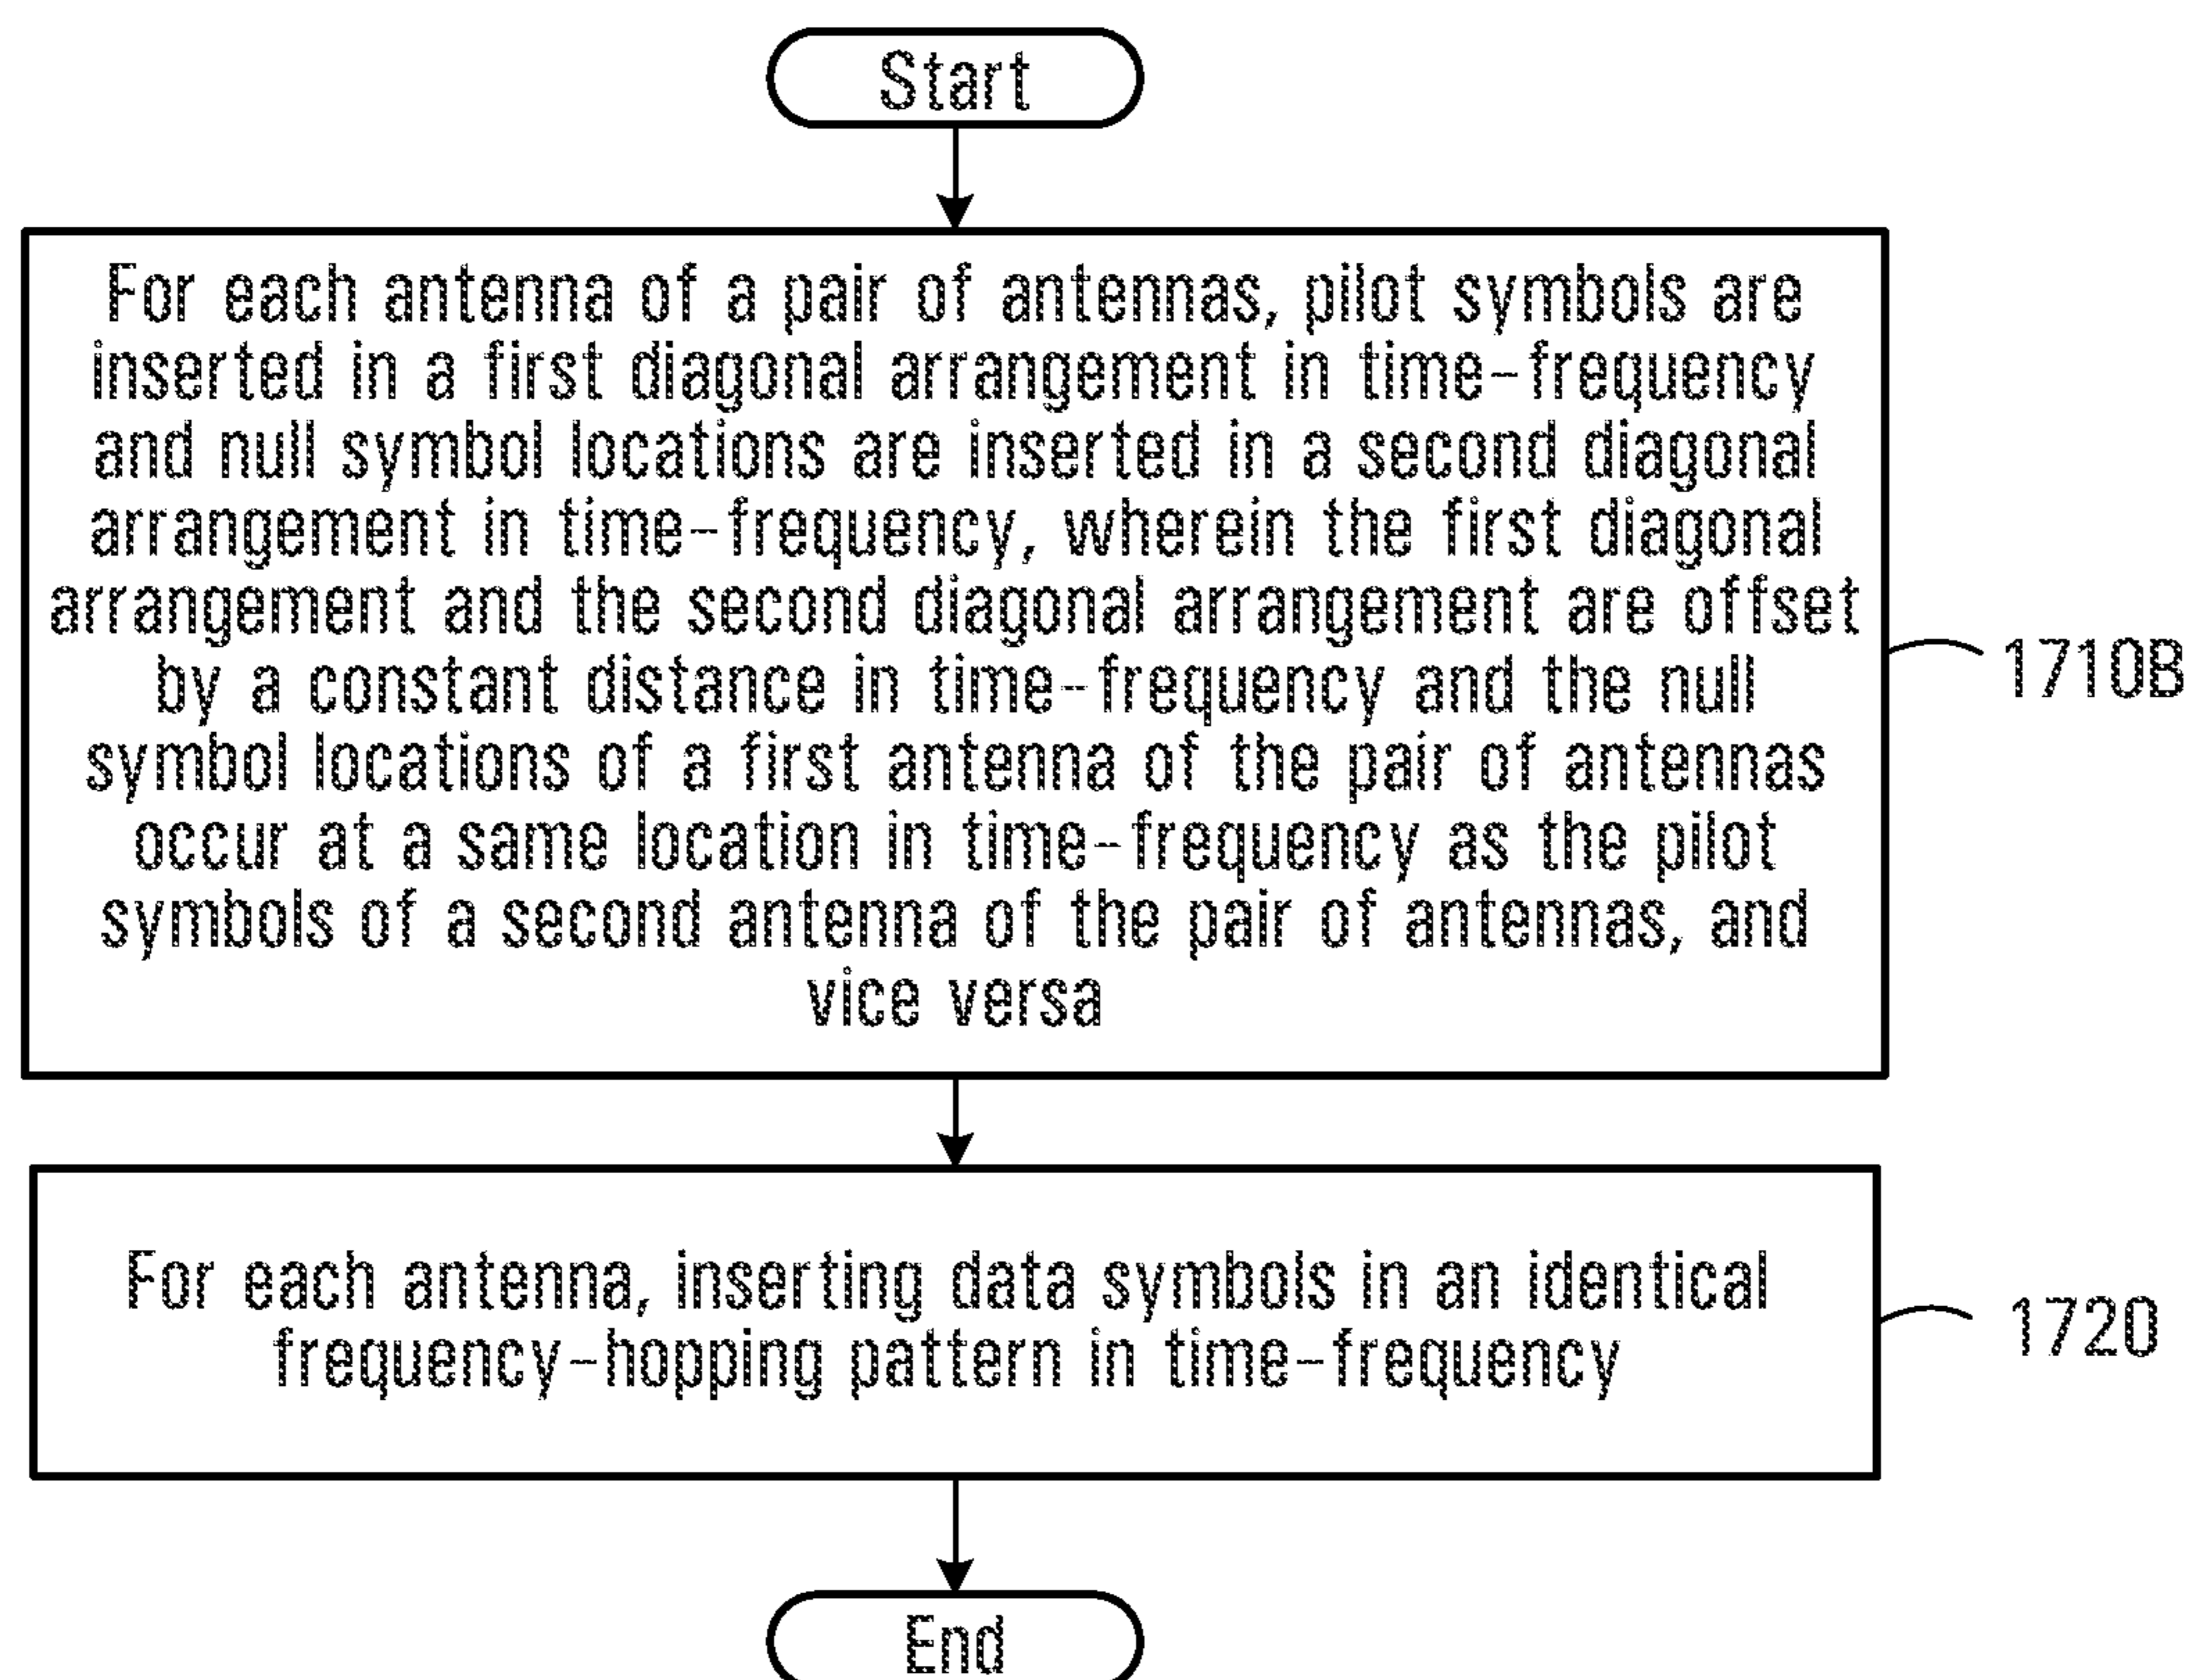 Start
For each antenna of a pair of antennas, pilot symbols are
inserted in a first diagonal arrangement in time-frequency
and null symbol locations are inserted in a second diagonal
arrangement in time-frequency, wherein the first diagonal
arrangement and the second diagonal arrangement are offset
by a constant distance in time-frequency and the null
symbol locations of a first antenna of the pair of antennas
occur at a same location in time-frequency as the pilot
symbols of a second antenna of the pair of antennas, and
vice versa
1710B
For each antenna, inserting data symbols in an identical
frequency-hopping pattern in time-frequency
1720
End